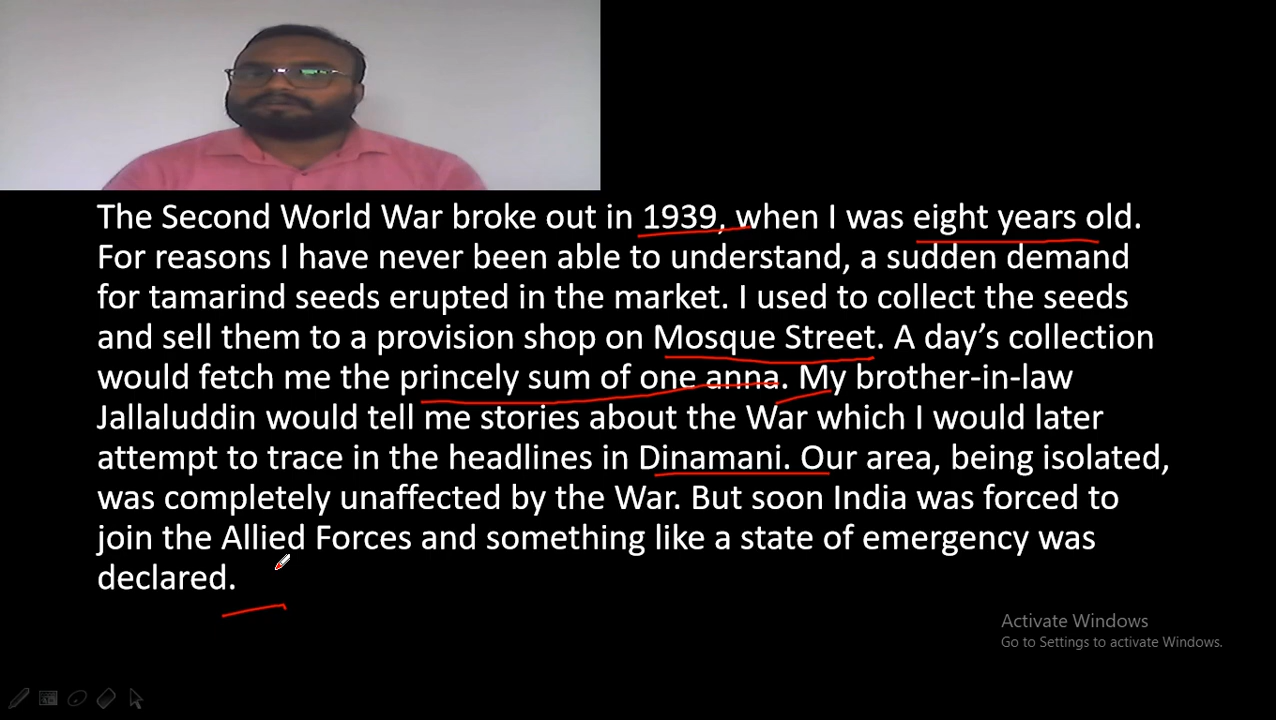 The Second World War broke out in 1939, when I was eight years old.
For reasons I have never been able to understand, a sudden demand
for tamarind seeds erupted in the market. I used to collect the seeds
and sell them to a provision shop on Mosque Street. A day’s collection
would fetch me the princely sum of one anna. My brother-in-law
Jallaluddin would tell me stories about the War which I would later
attempt to trace in the headlines in Dinamani. Our area, being isolated,
was completely unaffected by the War. But soon India was forced to
join the Allied Forces and something like a state of emergency was
declared.
Activate Windows
Go to Settings to activate Windows.